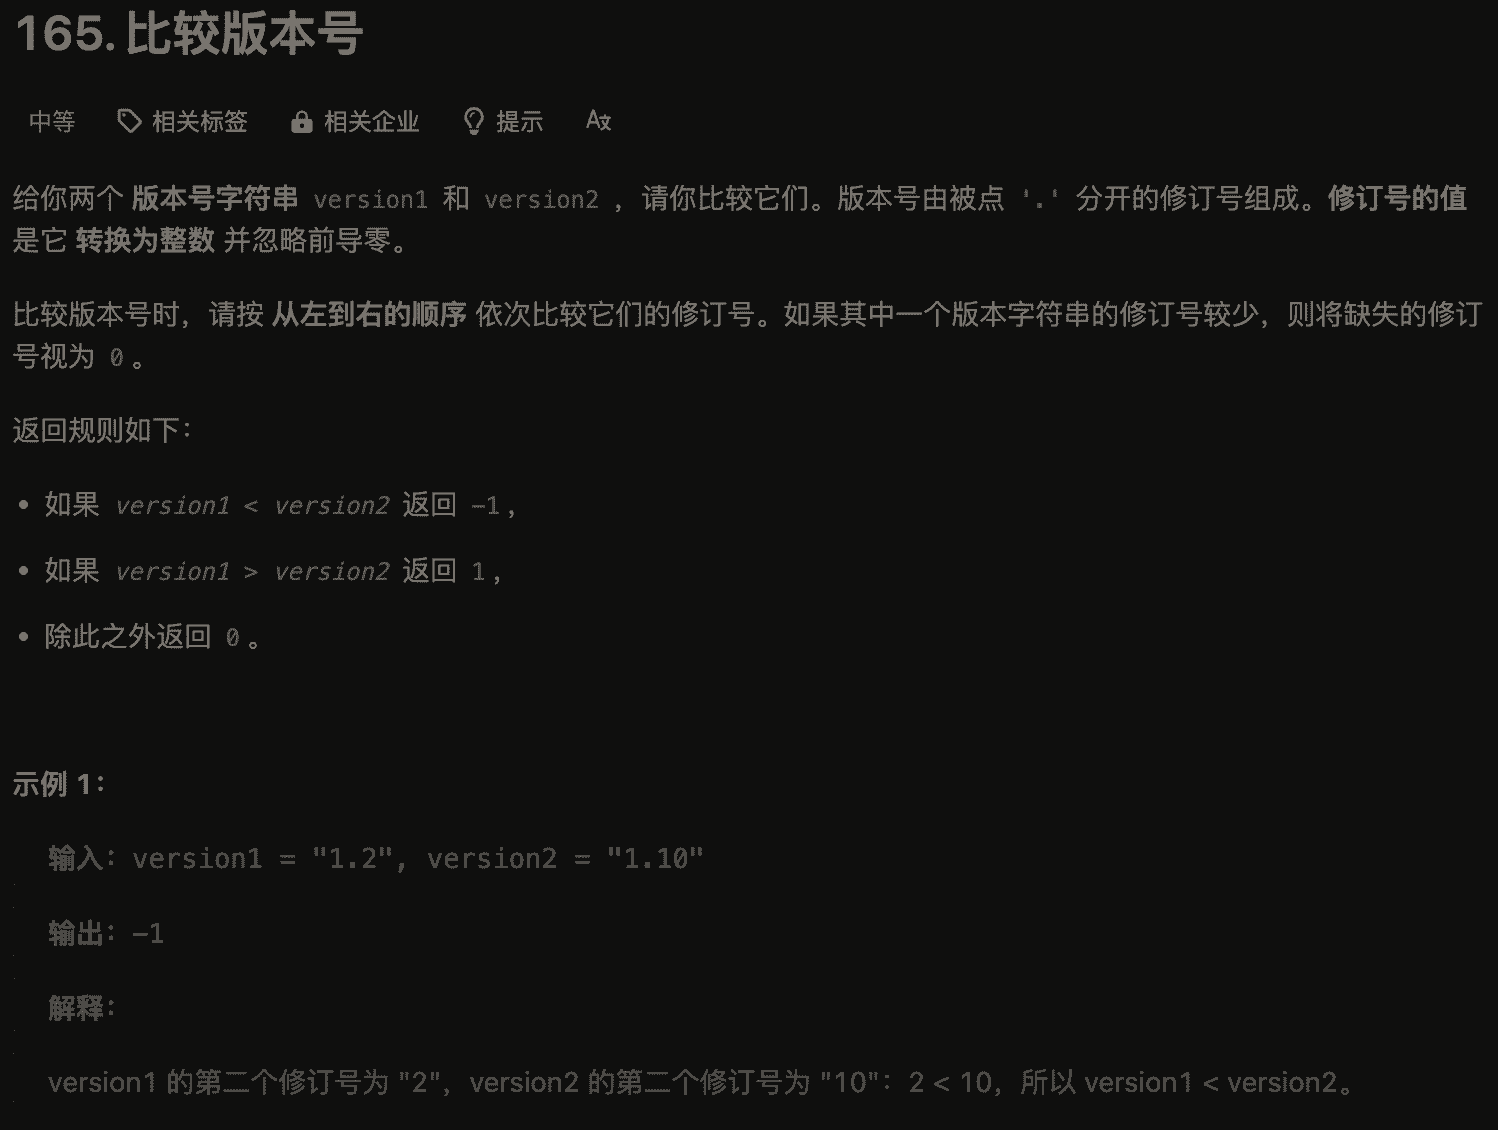 165. 比较版本号
中等 相关标签 相关企业 提示
给你两个 版本号字符串 version1 和 version2 ，请你比较它们。版本号由被点 '.' 分开的修订号组成。修订号的值
是它 转换为整数 并忽略前导零。
比较版本号时，请按 从左到右的顺序 依次比较它们的修订号。如果其中一个版本字符串的修订号较少，则将缺失的修订
号视为 0 。
返回规则如下：
• 如果 version1 < version2 返回 -1，
• 如果 version1 > version2 返回 1，
• 除此之外返回 0 。
示例 1：
输入：version1 = "1.2", version2 = "1.10"
输出：-1
解释：
version1 的第二个修订号为 "2"，version2 的第二个修订号为 "10"：2 < 10，所以 version1 < version2。